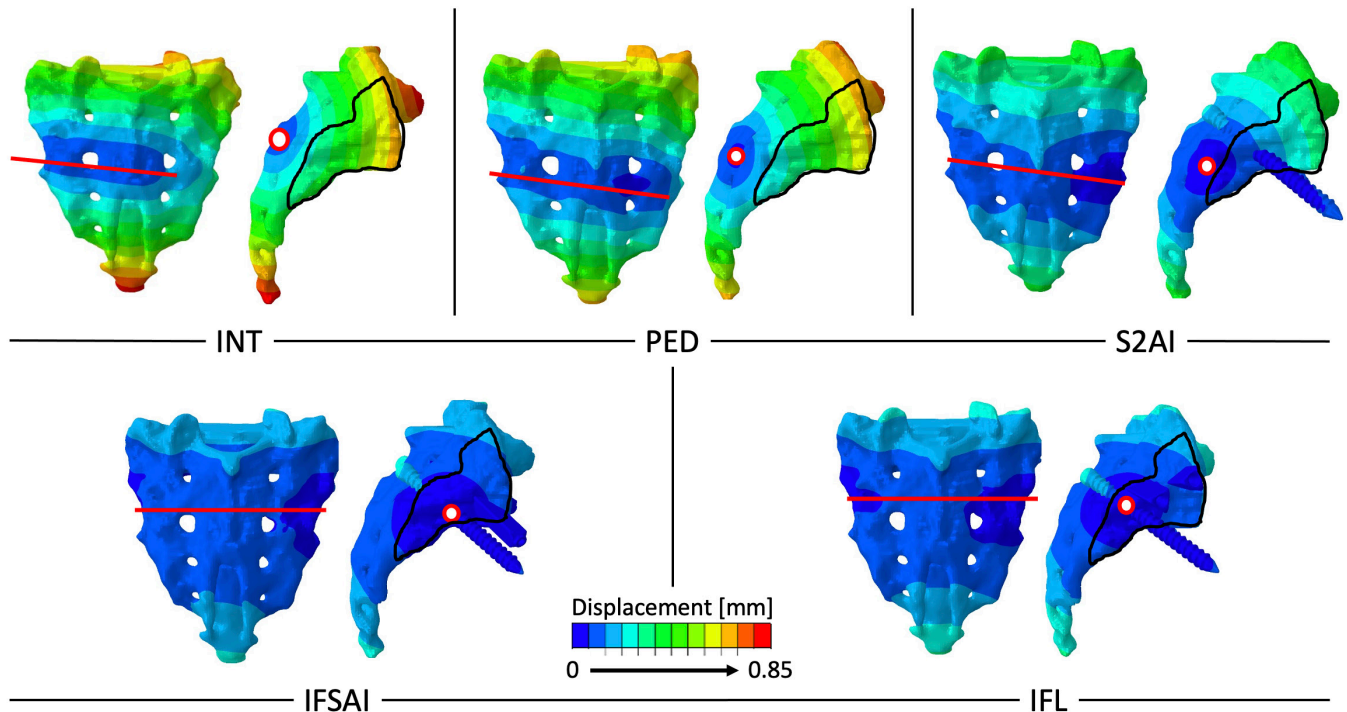 INT
PED
S2AI
Displacement [mm]
0
0.85
IFSAI
IFL